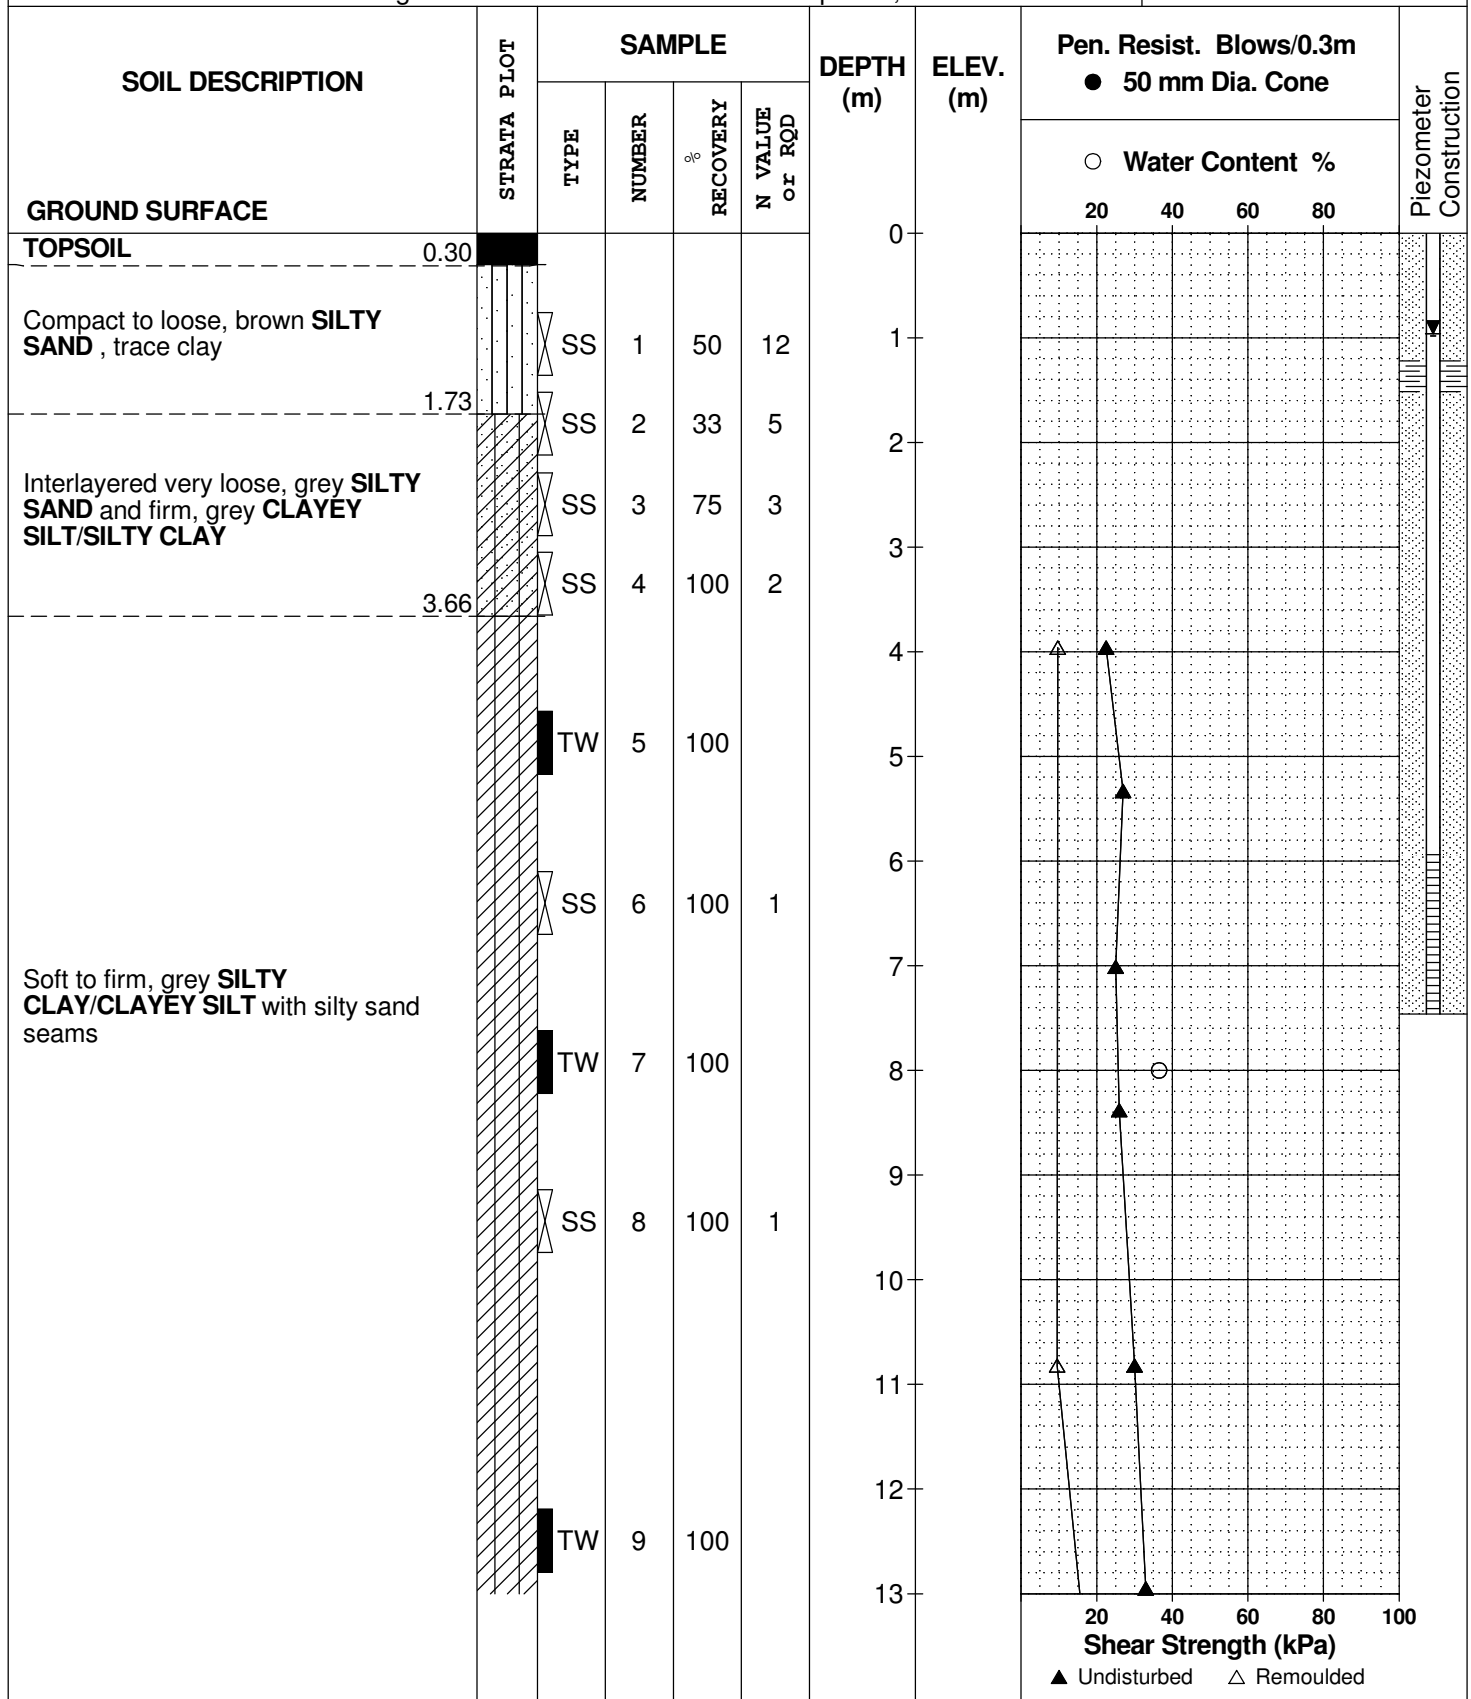 SOIL DESCRIPTION
GROUND SURFACE
STRATA PLOT
SAMPLE
TYPE
NUMBER
% RECOVERY
N VALUE
or RQD
DEPTH
(m)
ELEV.
(m)
Pen. Resist. Blows/0.3m
● 50 mm Dia. Cone
○ Water Content %
20 40 60 80
Piezometer
Construction
TOPSOIL
0.30
Compact to loose, brown SILTY
SAND , trace clay
1.73
Interlayered very loose, grey SILTY
SAND and firm, grey CLAYEY
SILT/SILTY CLAY
3.66
Soft to firm, grey SILTY
CLAY/CLAYEY SILT with silty sand
seams
SS 1 50 12
SS 2 33 5
SS 3 75 3
SS 4 100 2
TW 5 100
SS 6 100 1
TW 7 100
SS 8 100 1
TW 9 100
0
1
2
3
4
5
6
7
8
9
10
11
12
13
20 40 60 80 100
Shear Strength (kPa)
▲ Undisturbed △ Remoulded